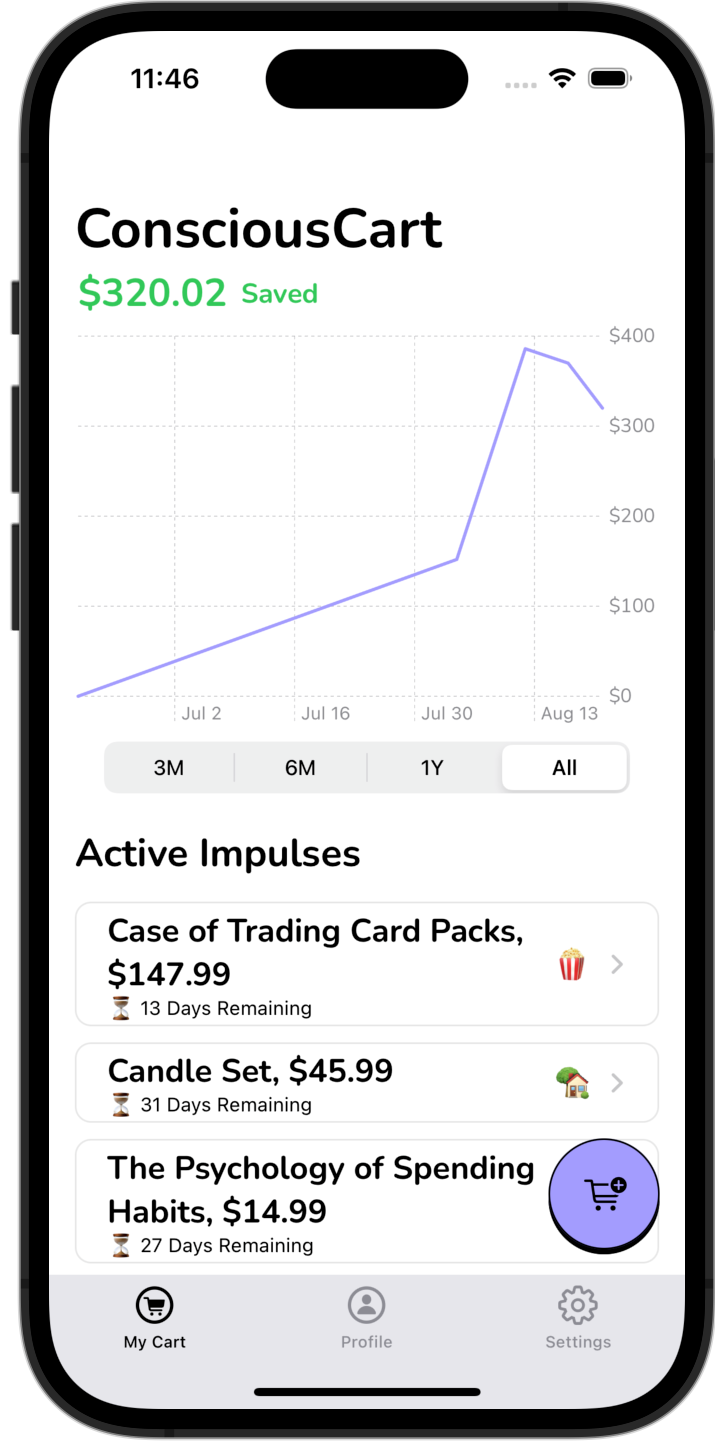 11:46
ConsciousCart
$320.02 Saved
$400
$300
$200
$100
$0
Jul 2 Jul 16 Jul 30 Aug 13
3M 6M 1Y All
Active Impulses
Case of Trading Card Packs,
$147.99
13 Days Remaining
Candle Set, $45.99
31 Days Remaining
The Psychology of Spending
Habits, $14.99
27 Days Remaining
My Cart Profile Settings